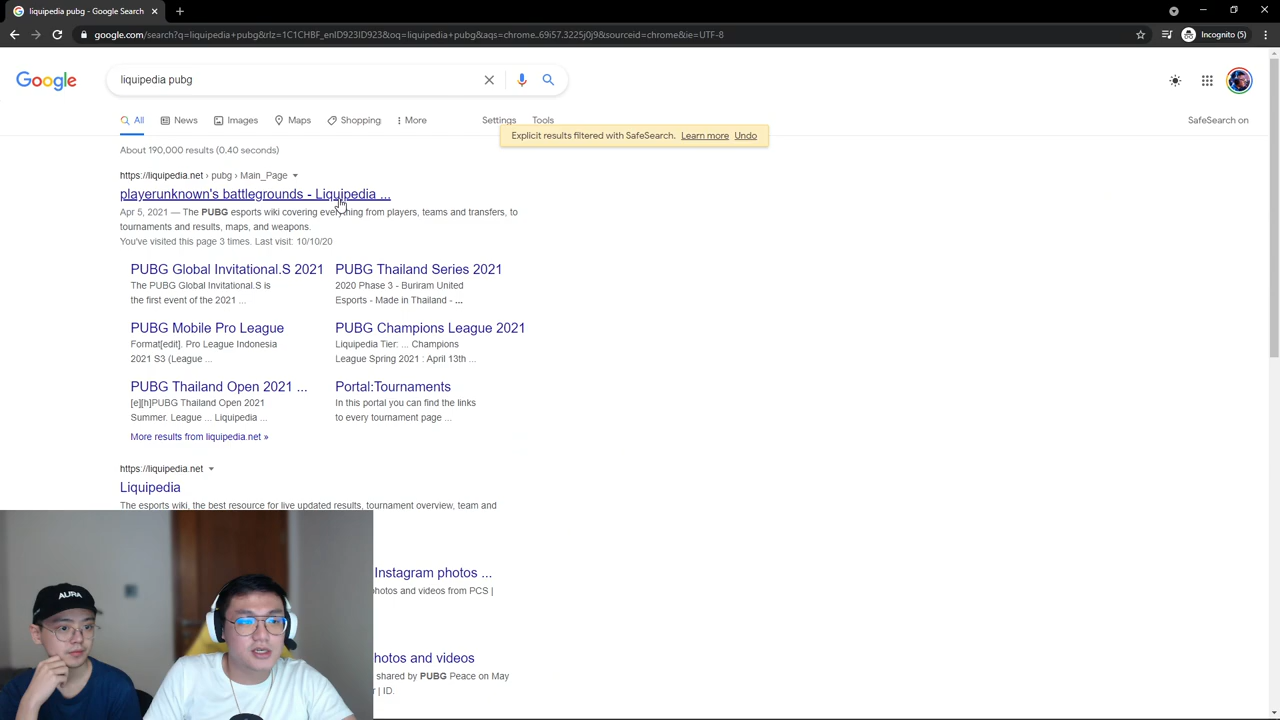 liquipedia pubg - Google Search
google.com/search?q=liquipedia+pubg&rlz=1C1CHBF_enID923ID923&oq=liquipedia+pubg&aqs=chrome..69i57.3225j0j9&sourceid=chrome&ie=UTF-8
Incognito (5)
Google
liquipedia pubg
All
News
Images
Maps
Shopping
More
Settings
Tools
SafeSearch on
Explicit results filtered with SafeSearch. Learn more Undo
About 190,000 results (0.40 seconds)
https://liquipedia.net › pubg › Main_Page
playerunknown's battlegrounds - Liquipedia ...
Apr 5, 2021 — The PUBG esports wiki covering everything from players, teams and transfers, to
tournaments and results, maps, and weapons.
You've visited this page 3 times. Last visit: 10/10/20
PUBG Global Invitational.S 2021
The PUBG Global Invitational.S is
the first event of the 2021 ...
PUBG Thailand Series 2021
2020 Phase 3 - Buriram United
Esports - Made in Thailand - ...
PUBG Mobile Pro League
Format[edit]. Pro League Indonesia
2021 S3 (League ...
PUBG Champions League 2021
Liquipedia Tier: ... Champions
League Spring 2021 : April 13th ...
PUBG Thailand Open 2021 ...
[e][h]PUBG Thailand Open 2021
Summer. League ... Liquipedia ...
Portal:Tournaments
In this portal you can find the links
to every tournament page ...
More results from liquipedia.net »
https://liquipedia.net
Liquipedia
The esports wiki, the best resource for live updated results, tournament overview, team and
Instagram photos ...
photos and videos from PCS |
hotos and videos
shared by PUBG Peace on May
r | ID.
AURA